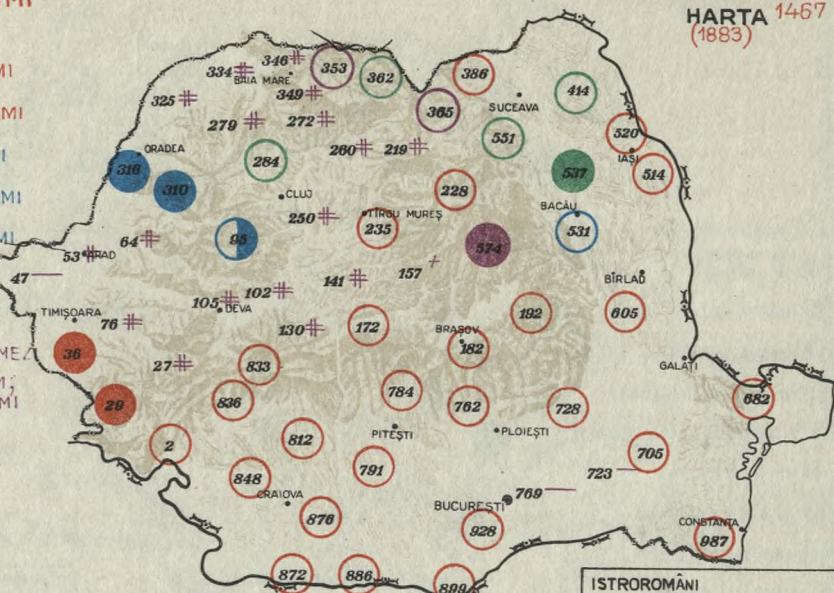 MI
HARTA 1467
(1883)
346
353
334
BAIA MARE
362
386
MI
325
349
365
SUCEAVA
414
MI
279
272
551
520
ORADEA
260
219
IAȘI
316
284
537
514
310
CLUJ
228
MI
250
TÎRGU MUREȘ
BACĂU
64
95
235
574
531
MI
53
ARAD
47
141
157
BÎRLAD
105
102
DEVA
TIMIȘOARA
76
130
172
192
605
36
BRAȘOV
182
27
833
GALAȚI
29
836
784
762
728
682
MI
2
812
PITEȘTI
PLOIEȘTI
791
705
848
723
CRAIOVA
769
876
BUCUREȘTI
928
CONSTANȚA
987
872
886
899
ISTROROMÂNI